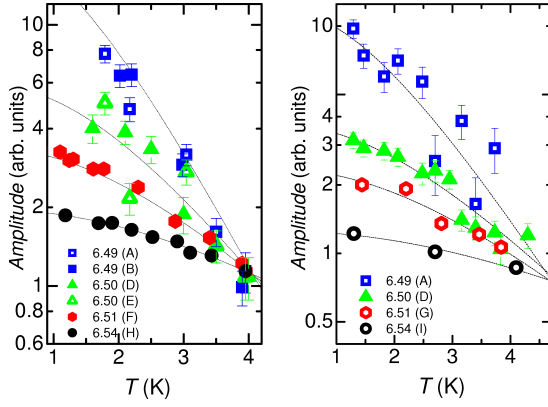 10
8
6
4
2
1
0.8
0.6
Amplitude (arb. units)
6.49 (A)
6.49 (B)
6.50 (D)
6.50 (E)
6.51 (F)
6.54 (H)
1 2 3 4
T (K)
10
3
2
1
0.5
Amplitude (arb. units)
6.49 (A)
6.50 (D)
6.51 (G)
6.54 (I)
1 2 3 4
T (K)